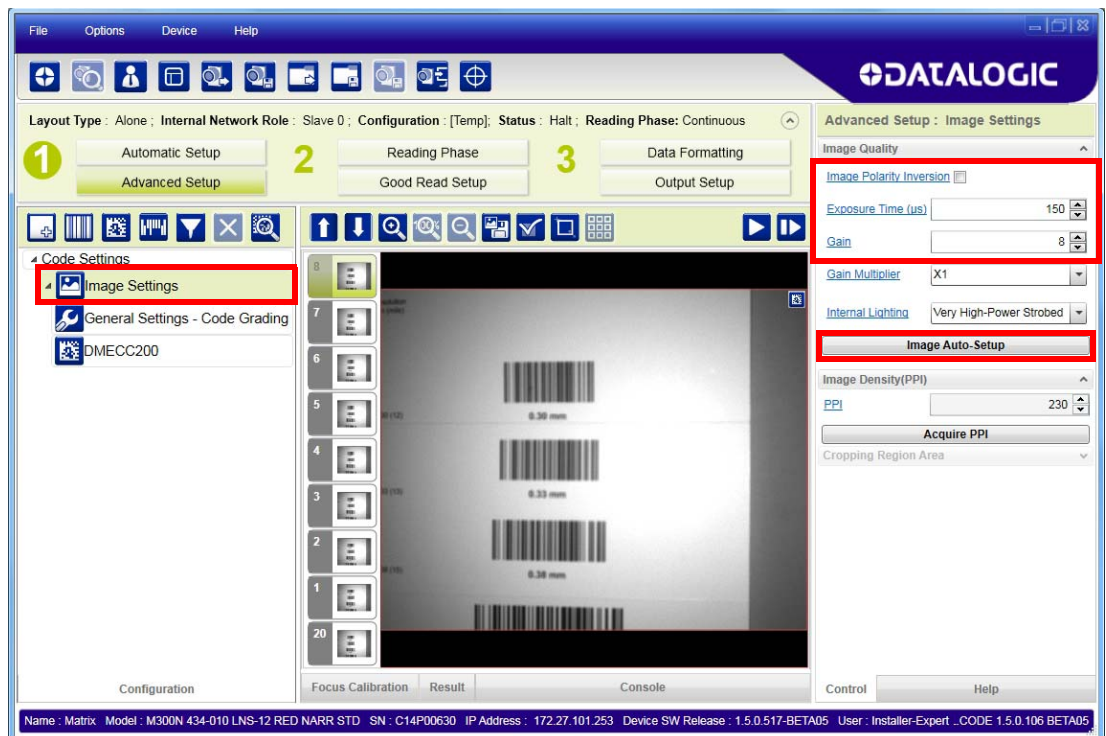 File Options Device Help
DATALOGIC
Layout Type : Alone ; Internal Network Role : Slave 0 ; Configuration : [Temp]; Status : Halt ; Reading Phase: Continuous
1 Automatic Setup
Advanced Setup
2 Reading Phase
Good Read Setup
3 Data Formatting
Output Setup
Code Settings
Image Settings
General Settings - Code Grading
DMECC200
Configuration
8
7
6
5
4
3
2
1
20
0.30 mm
0.33 mm
0.38 mm
Focus Calibration Result Console
Advanced Setup : Image Settings
Image Quality
Image Polarity Inversion
Exposure Time (µs) 150
Gain 8
Gain Multiplier X1
Internal Lighting Very High-Power Strobed
Image Auto-Setup
Image Density(PPI)
PPI 230
Acquire PPI
Cropping Region Area
Control Help
Name : Matrix Model : M300N 434-010 LNS-12 RED NARR STD SN : C14P00630 IP Address : 172.27.101.253 Device SW Release : 1.5.0.517-BETA05 User : Installer-Expert _CODE 1.5.0.106 BETA05